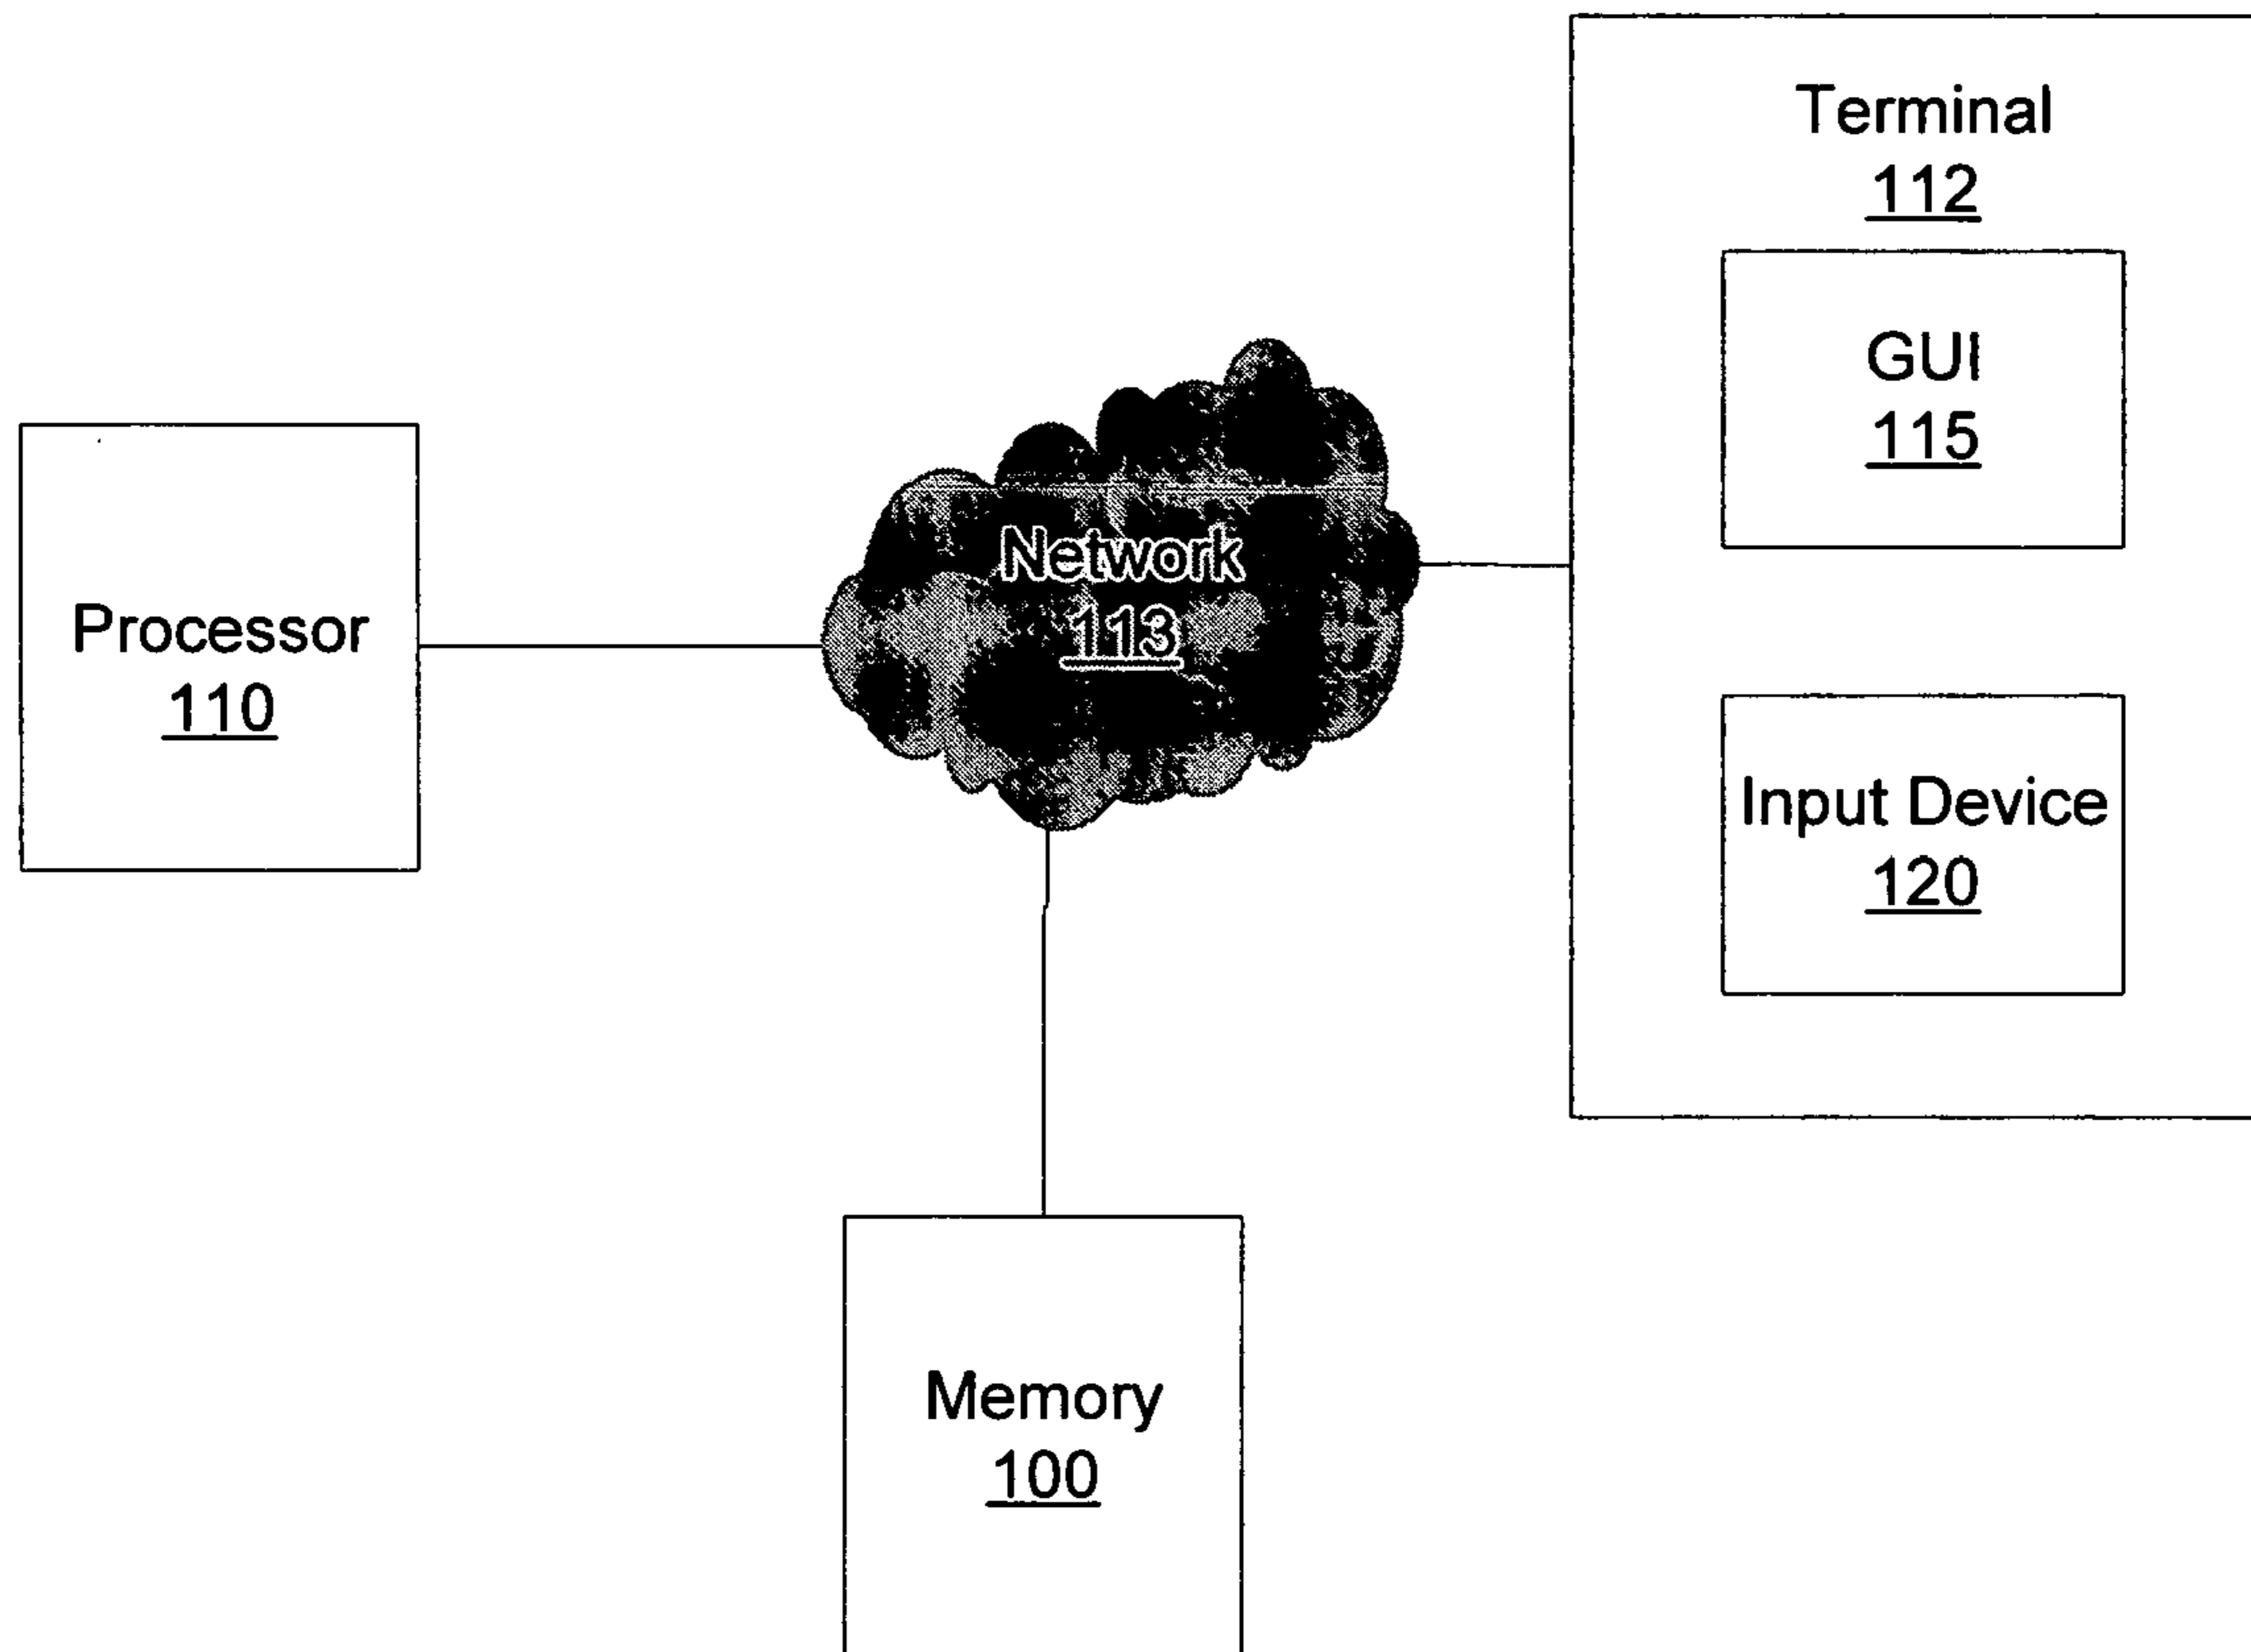 Terminal
112
GUI
115
Network
113
Processor
110
Input Device
120
Memory
100